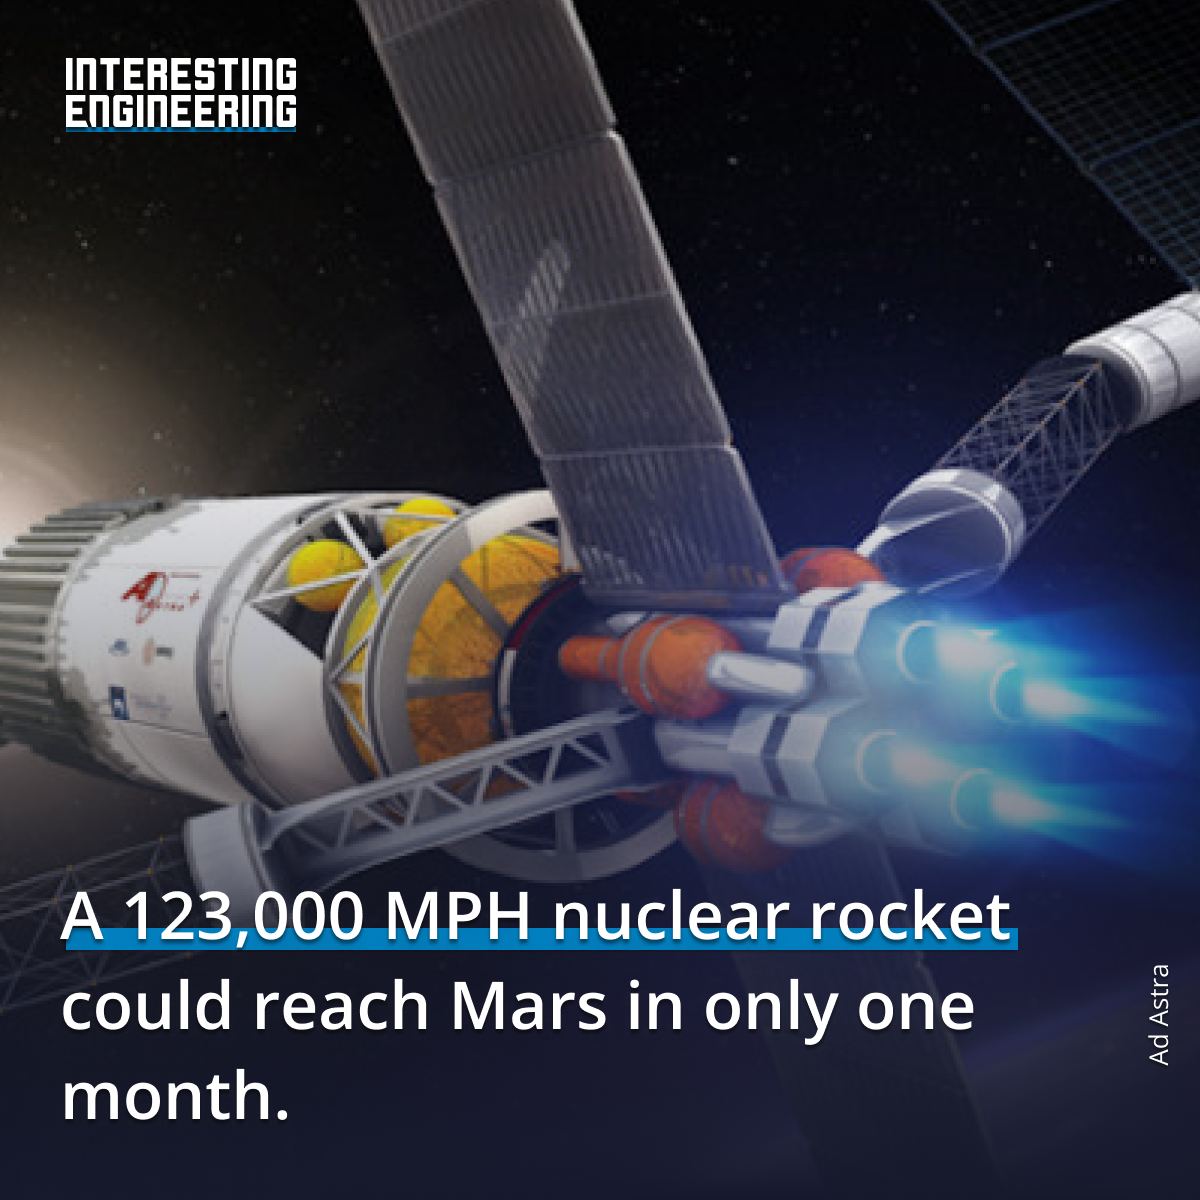 INTERESTING
ENGINEERING
A 123,000 MPH nuclear rocket
could reach Mars in only one
month.
Ad Astra